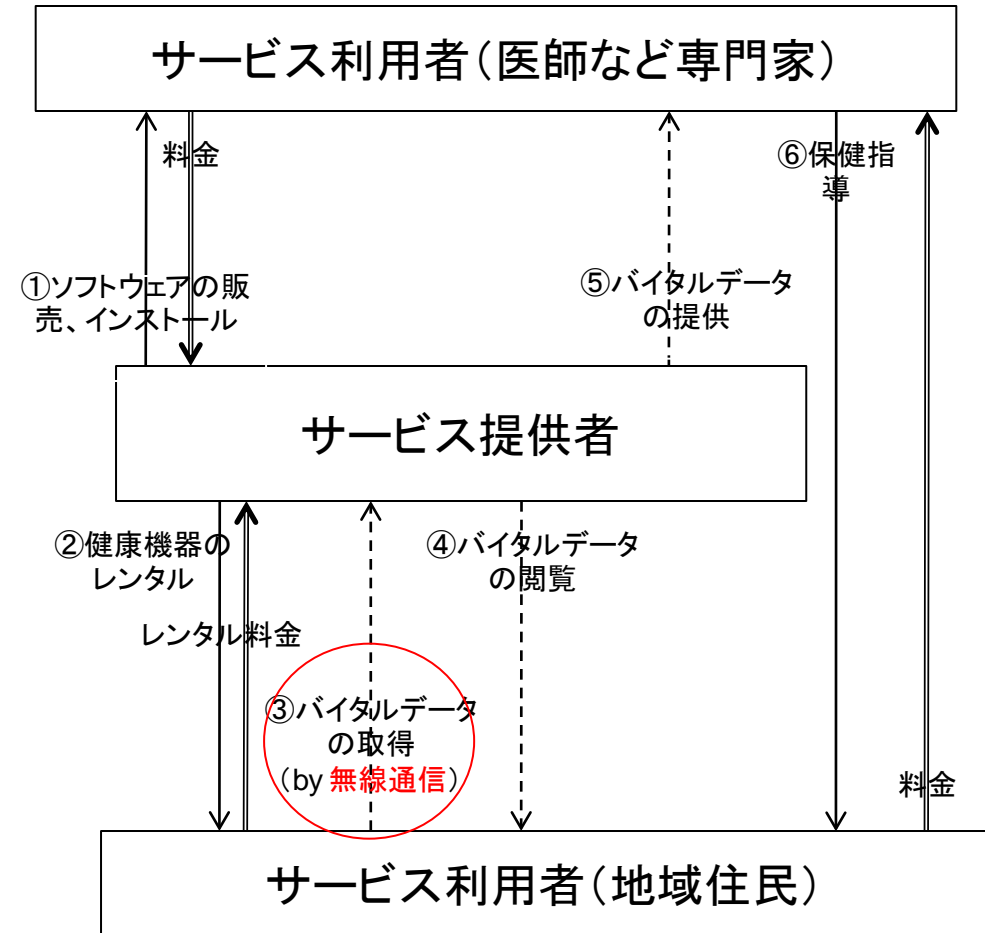 サービス利用者（医師など専門家）
料金
⑥保健指
導
①ソフトウェアの販
売、インストール
⑤バイタルデータ
の提供
サービス提供者
②健康機器の
レンタル
④バイタルデータ
の閲覧
レンタル料金
③バイタルデータ
の取得
（by 無線通信）
料金
サービス利用者（地域住民）